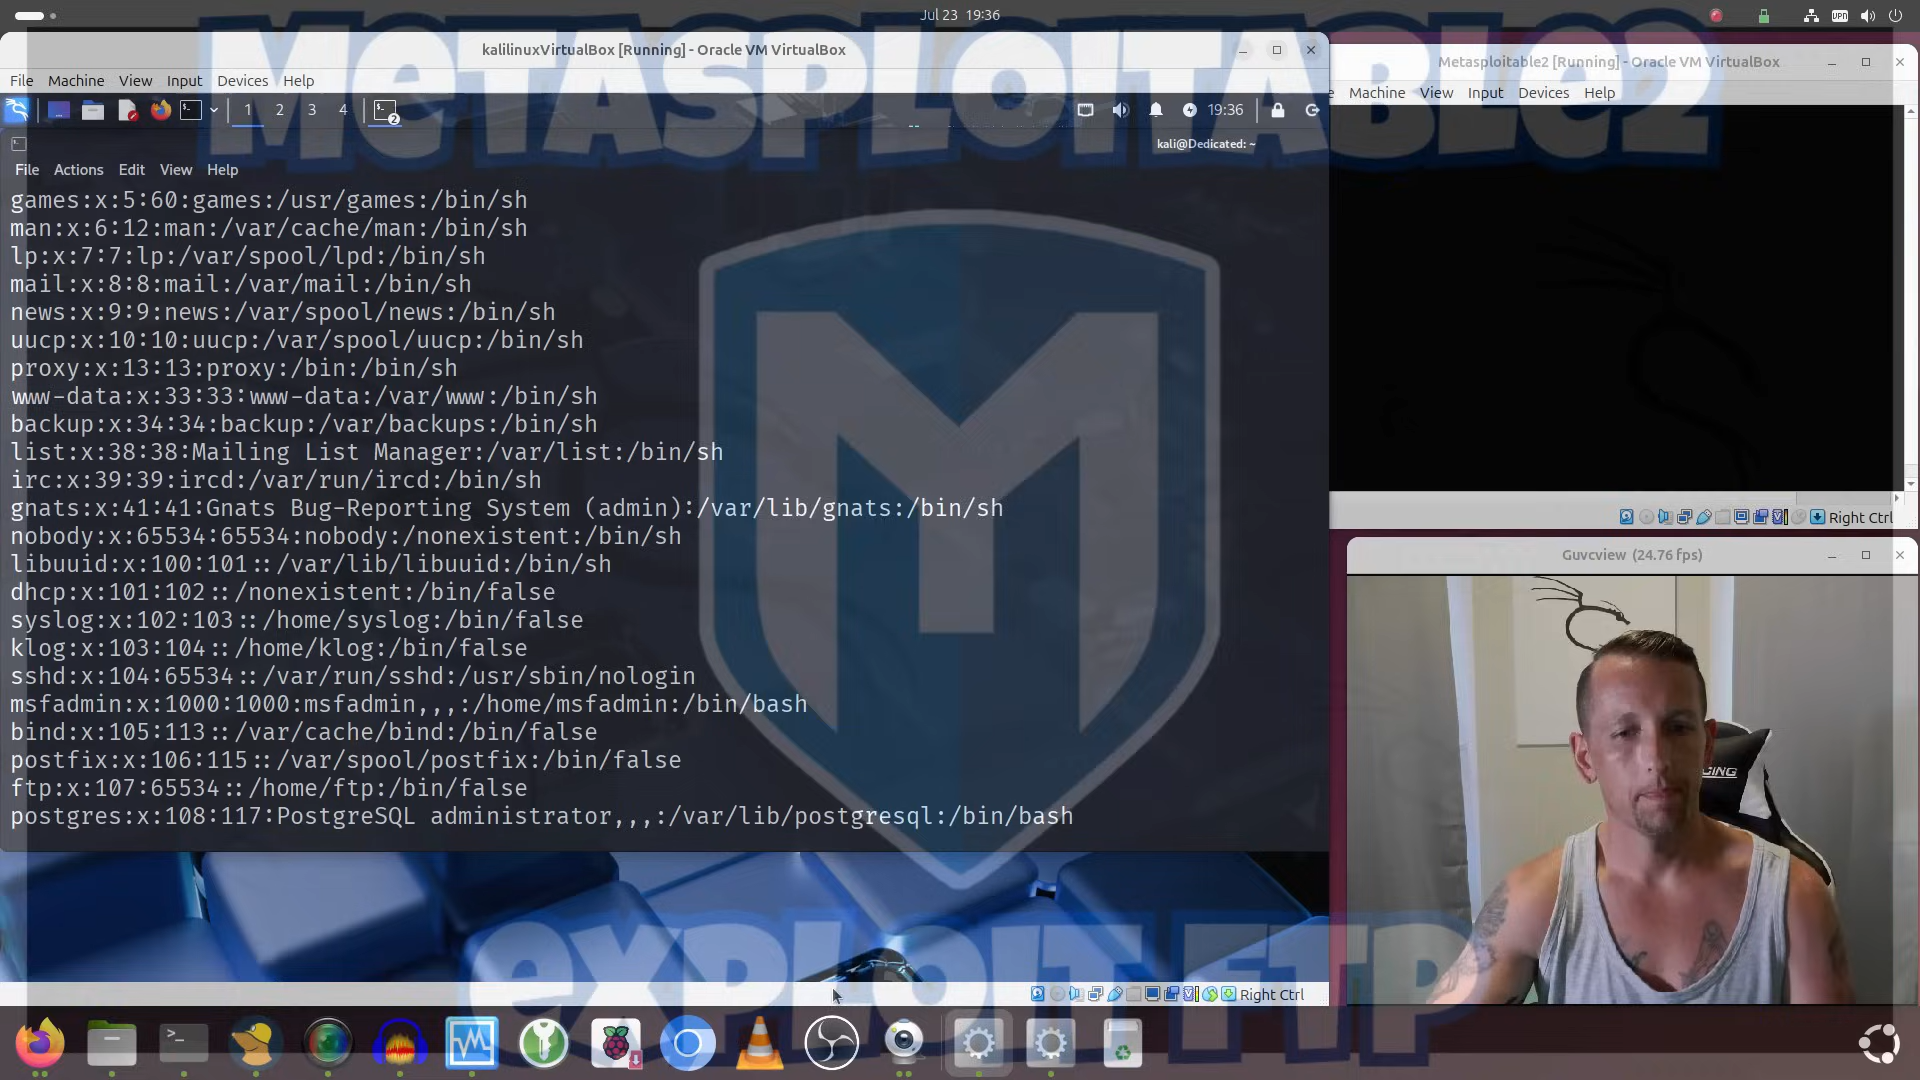 METASPLOITABLE2
Jul 23 19:36
kalilinuxVirtualBox [Running] - Oracle VM VirtualBox
File Machine View Input Devices Help
1 2 3 4
2
19:36
kali@Dedicated: ~
File Actions Edit View Help
games:x:5:60:games:/usr/games:/bin/sh
man:x:6:12:man:/var/cache/man:/bin/sh
lp:x:7:7:lp:/var/spool/lpd:/bin/sh
mail:x:8:8:mail:/var/mail:/bin/sh
news:x:9:9:news:/var/spool/news:/bin/sh
uucp:x:10:10:uucp:/var/spool/uucp:/bin/sh
proxy:x:13:13:proxy:/bin:/bin/sh
www-data:x:33:33:www-data:/var/www:/bin/sh
backup:x:34:34:backup:/var/backups:/bin/sh
list:x:38:38:Mailing List Manager:/var/list:/bin/sh
irc:x:39:39:ircd:/var/run/ircd:/bin/sh
gnats:x:41:41:Gnats Bug-Reporting System (admin):/var/lib/gnats:/bin/sh
nobody:x:65534:65534:nobody:/nonexistent:/bin/sh
libuuid:x:100:101::/var/lib/libuuid:/bin/sh
dhcp:x:101:102::/nonexistent:/bin/false
syslog:x:102:103::/home/syslog:/bin/false
klog:x:103:104::/home/klog:/bin/false
sshd:x:104:65534::/var/run/sshd:/usr/sbin/nologin
msfadmin:x:1000:1000:msfadmin,,,:/home/msfadmin:/bin/bash
bind:x:105:113::/var/cache/bind:/bin/false
postfix:x:106:115::/var/spool/postfix:/bin/false
ftp:x:107:65534::/home/ftp:/bin/false
postgres:x:108:117:PostgreSQL administrator,,,:/var/lib/postgresql:/bin/bash
Right Ctrl
Metasploitable2 [Running] - Oracle VM VirtualBox
Machine View Input Devices Help
Right Ctrl
Guvcview (24.76 fps)
EXPLOIT FTP